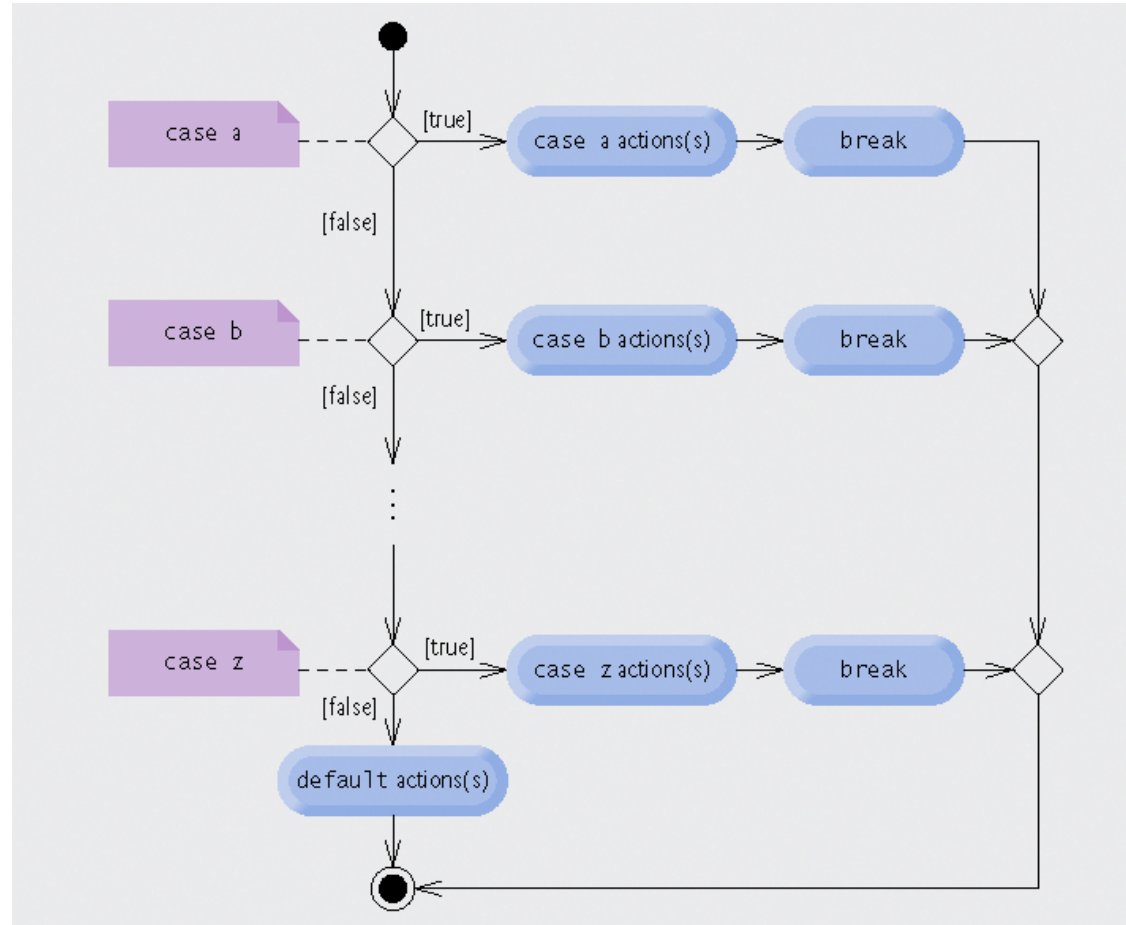 case a
[true]
case a actions(s)
break
[false]
case b
[true]
case b actions(s)
break
[false]
case z
[true]
case z actions(s)
break
[false]
default actions(s)